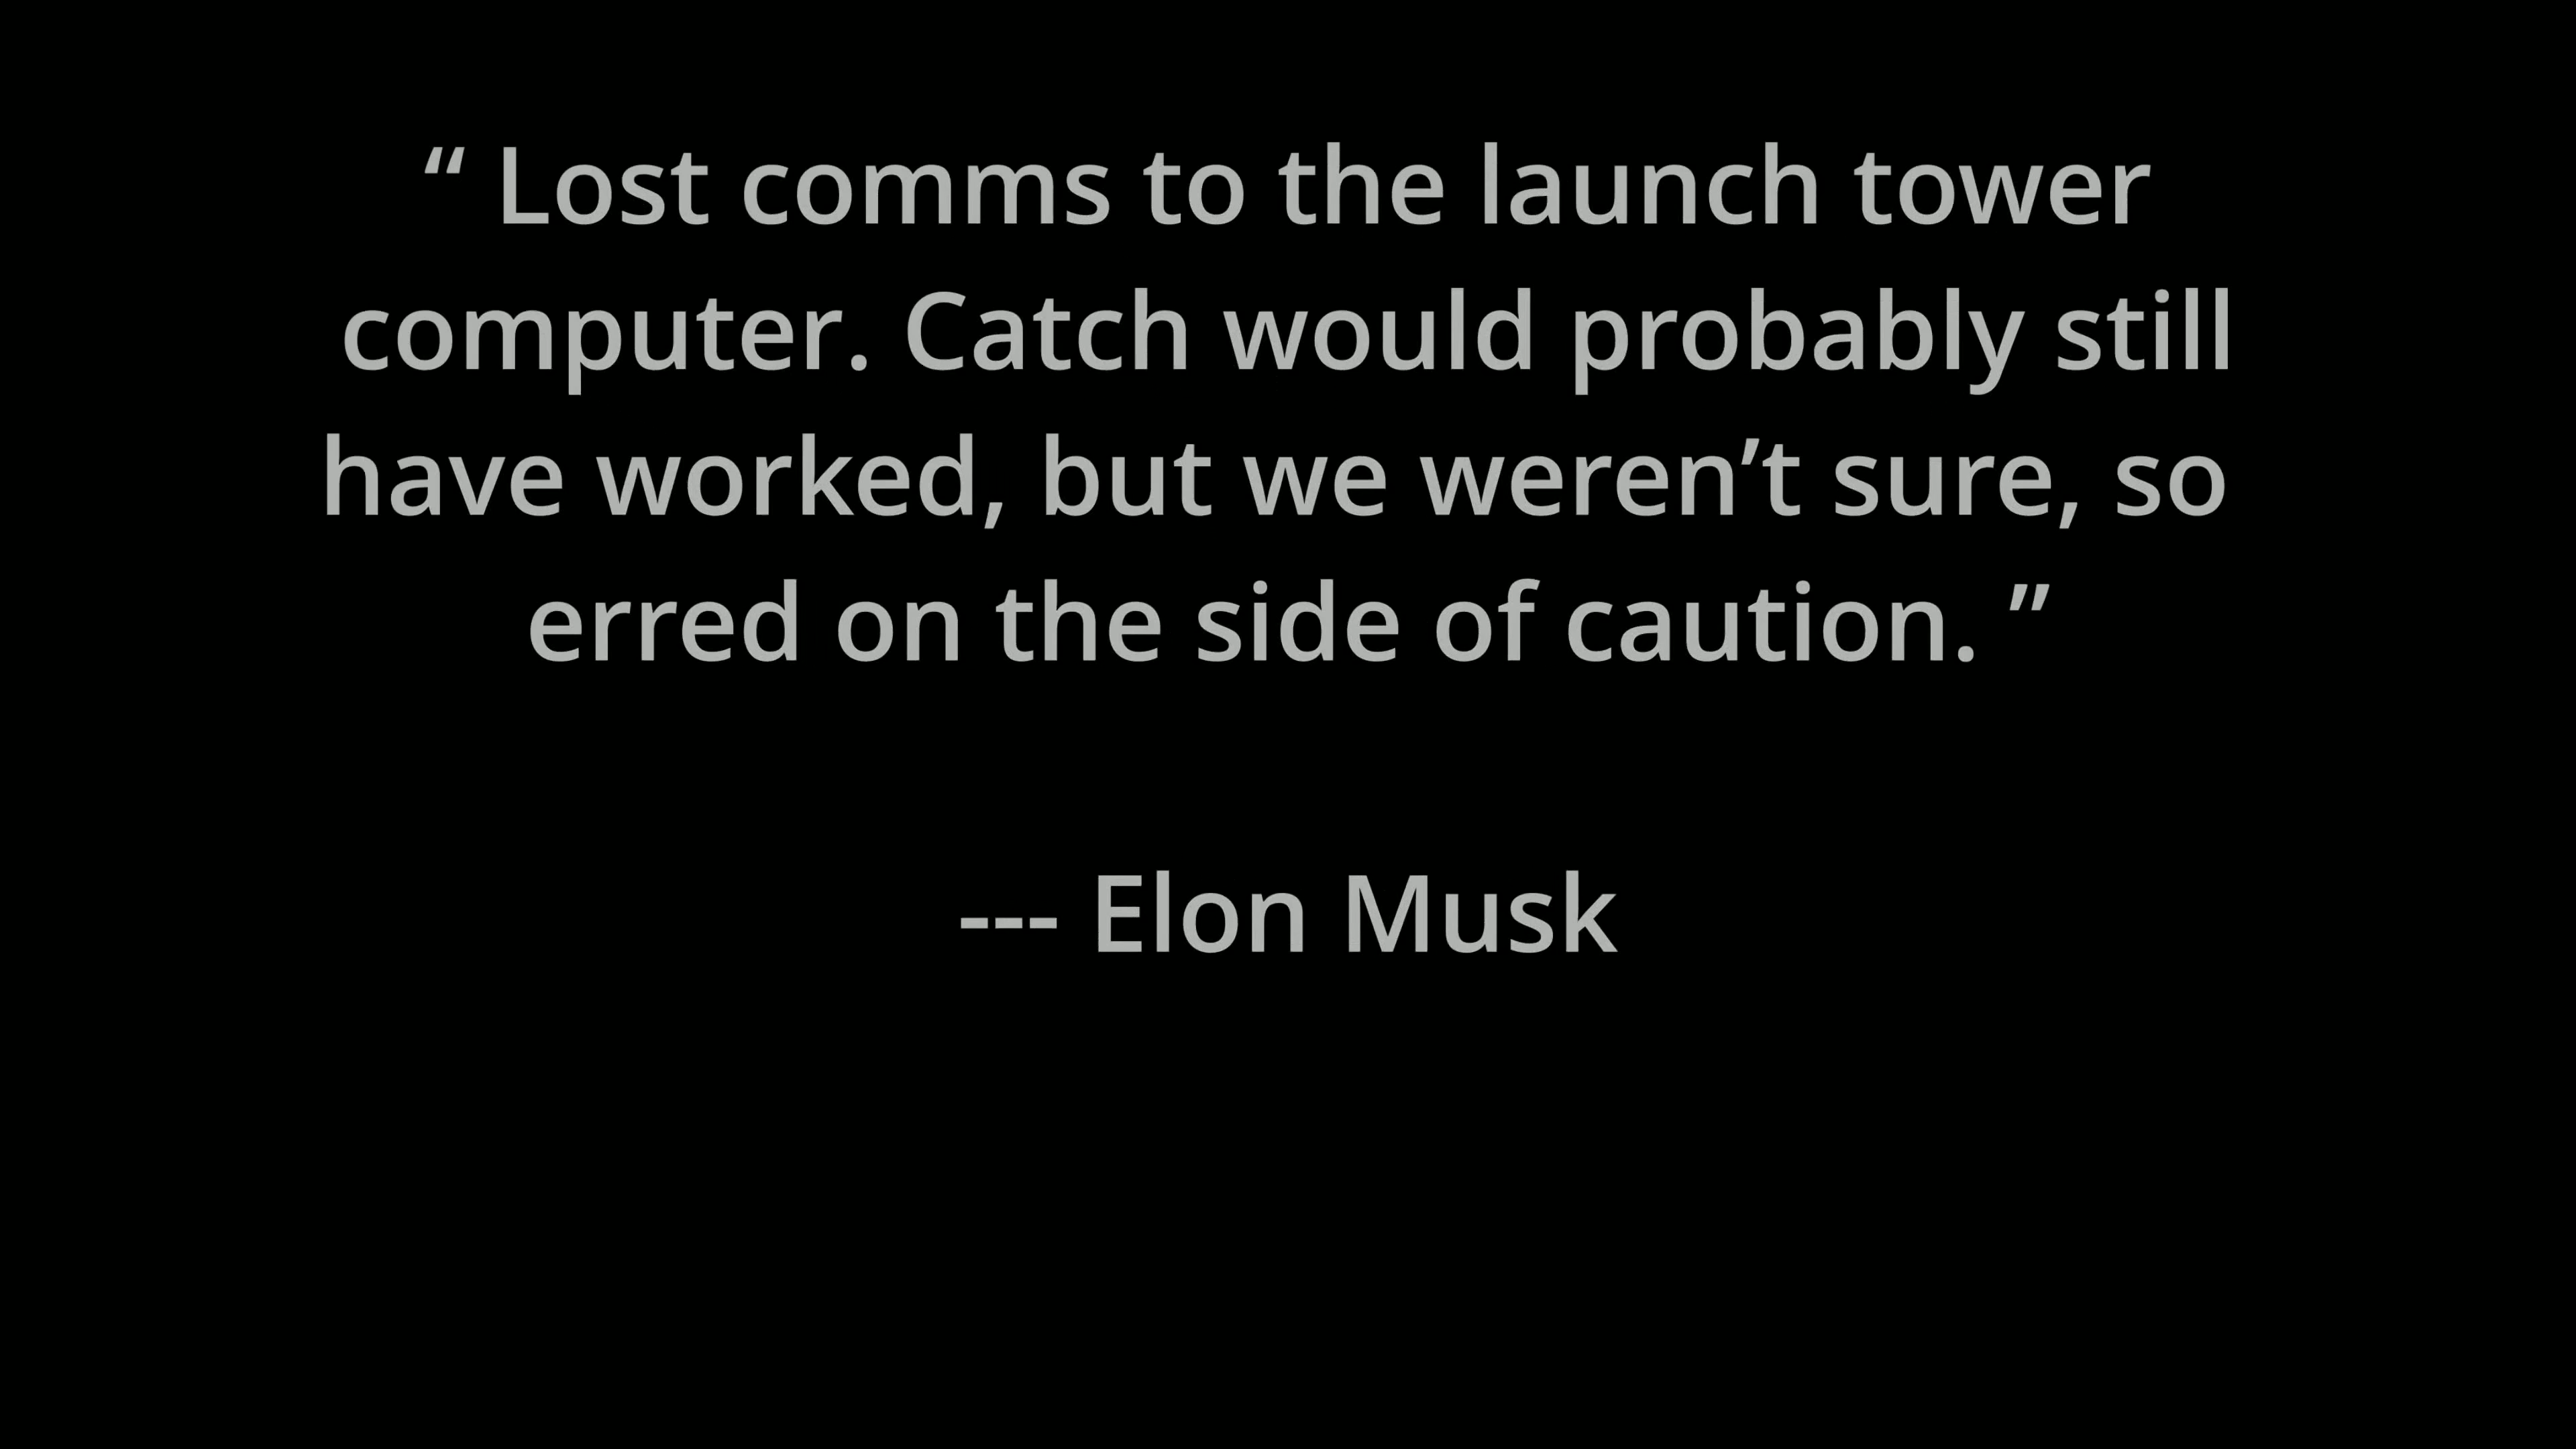 “ Lost comms to the launch tower
computer. Catch would probably still
have worked, but we weren’t sure, so
erred on the side of caution. ”
--- Elon Musk